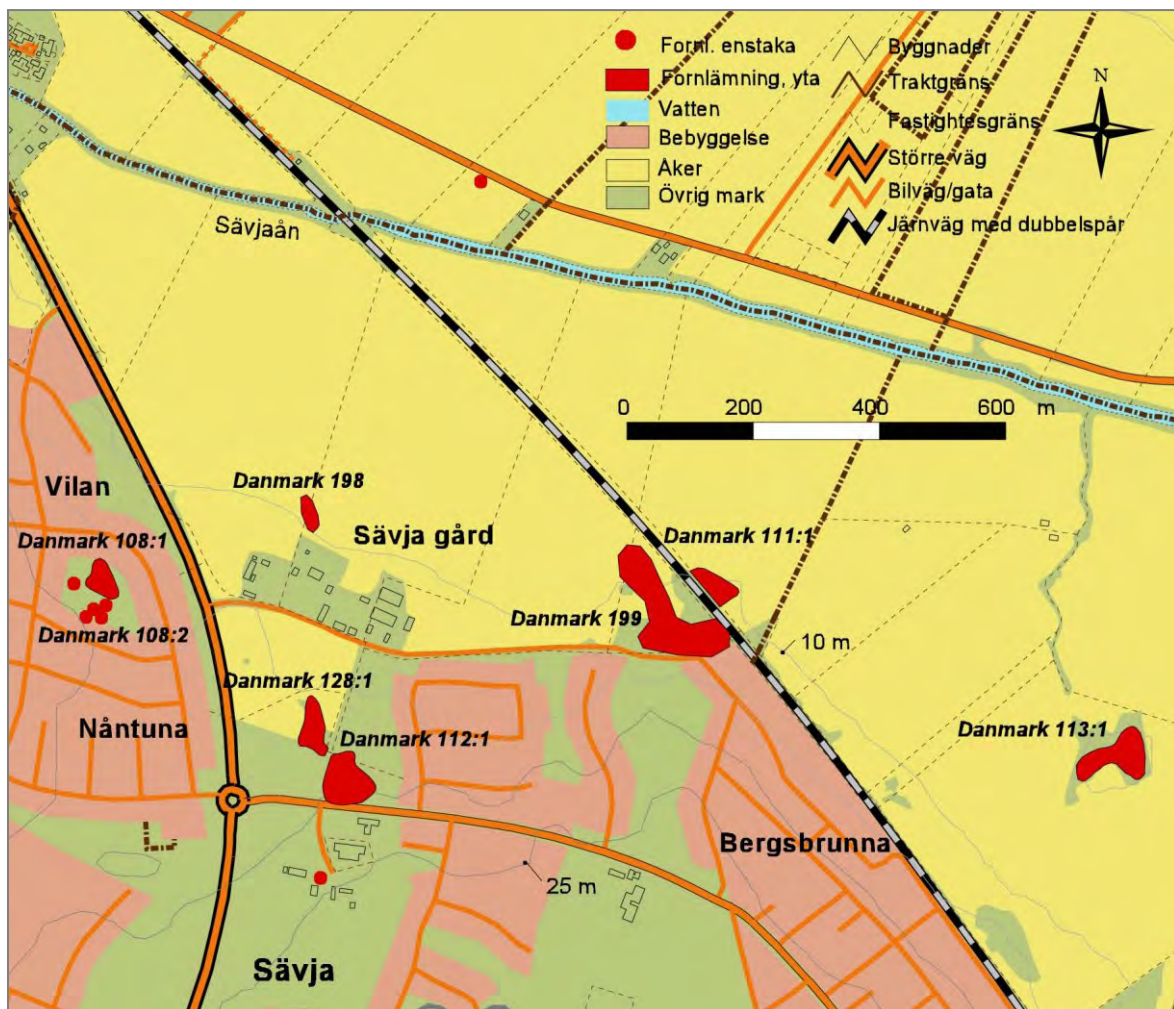 Fornl. enstaka
Fornlämning, yta
Vatten
Bebyggelse
Åker
Övrig mark
Byggnader
Traktgräns
Fastightesgräns
Större väg
Bilväg/gata
Järnväg med dubbelspår
N
Sävjaån
0 200 400 600 m
Vilan
Danmark 198
Sävja gård
Danmark 108:1
Danmark 111:1
Danmark 199
Danmark 108:2
10 m
Danmark 128:1
Nåntuna
Danmark 112:1
Danmark 113:1
Bergsbrunna
25 m
Sävja